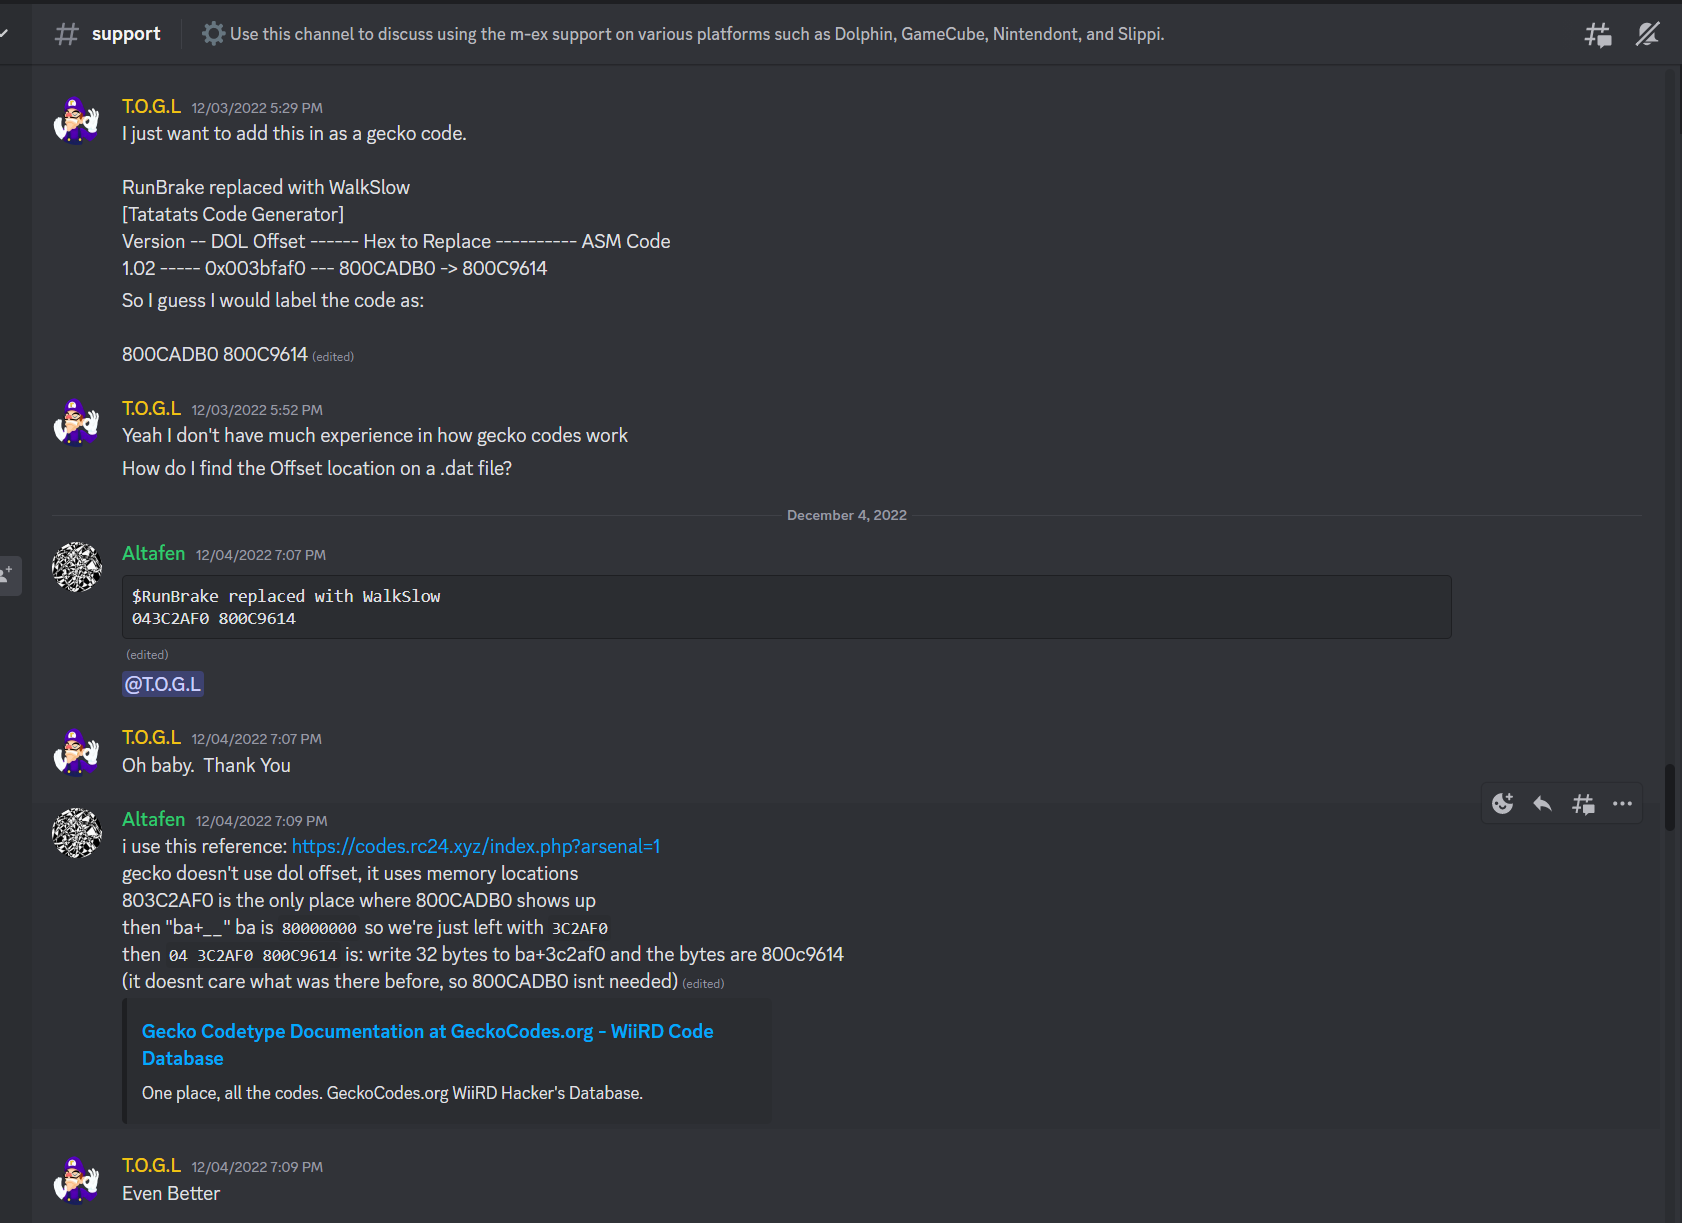 support
Use this channel to discuss using the m-ex support on various platforms such as Dolphin, GameCube, Nintendont, and Slippi.
T.O.G.L 12/03/2022 5:29 PM
I just want to add this in as a gecko code.
RunBrake replaced with WalkSlow
[Tatatats Code Generator]
Version -- DOL Offset ------ Hex to Replace ---------- ASM Code
1.02 ----- 0x003bfaf0 --- 800CADB0 -> 800C9614
So I guess I would label the code as:
800CADB0 800C9614 (edited)
T.O.G.L 12/03/2022 5:52 PM
Yeah I don't have much experience in how gecko codes work
How do I find the Offset location on a .dat file?
December 4, 2022
Altafen 12/04/2022 7:07 PM
$RunBrake replaced with WalkSlow
043C2AF0 800C9614
(edited)
@T.O.G.L
T.O.G.L 12/04/2022 7:07 PM
Oh baby.  Thank You
Altafen 12/04/2022 7:09 PM
i use this reference: https://codes.rc24.xyz/index.php?arsenal=1
gecko doesn't use dol offset, it uses memory locations
803C2AF0 is the only place where 800CADB0 shows up
then "ba+__" ba is 80000000 so we're just left with 3C2AF0
then 04 3C2AF0 800C9614 is: write 32 bytes to ba+3c2af0 and the bytes are 800c9614
(it doesnt care what was there before, so 800CADB0 isnt needed) (edited)
Gecko Codetype Documentation at GeckoCodes.org - WiiRD Code
Database
One place, all the codes. GeckoCodes.org WiiRD Hacker's Database.
T.O.G.L 12/04/2022 7:09 PM
Even Better